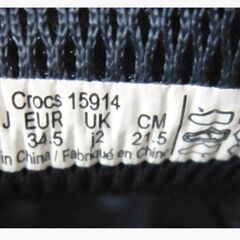 Crocs 15914
J EUR UK CM
34.5 j2 21.5
in China / Fabriqué en Chine